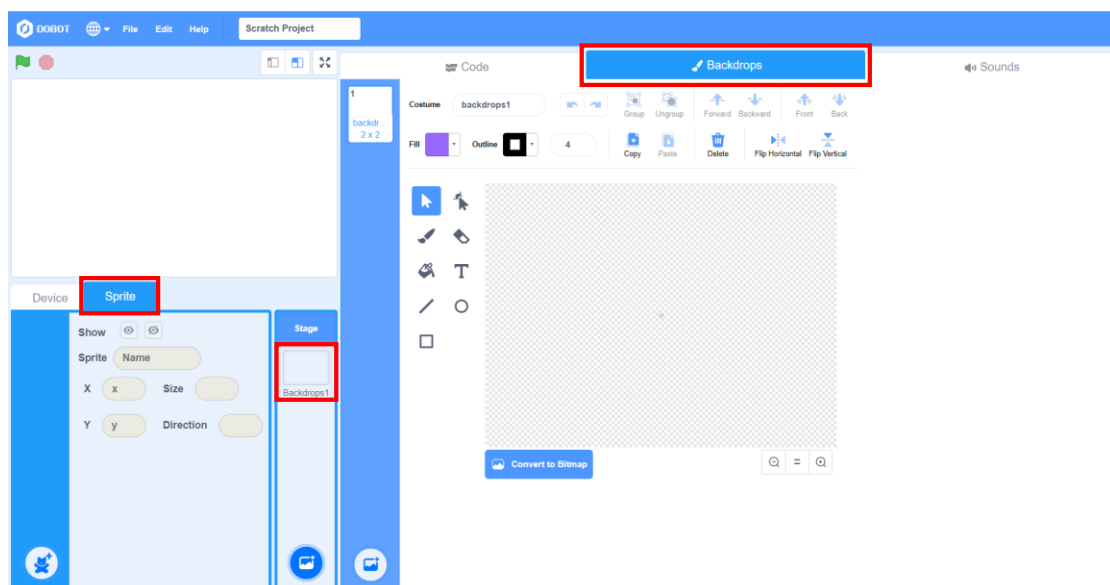 DOBOT File Edit Help Scratch Project
Code Backdrops Sounds
1
backdr...
2 x 2
Costume backdrops1 Group Ungroup Forward Backward Front Back
Fill Outline 4 Copy Paste Delete Flip Horizontal Flip Vertical
T
Device Sprite
Show
Sprite Name
X x Size
Y y Direction
Stage
Backdrops1
Convert to Bitmap
=